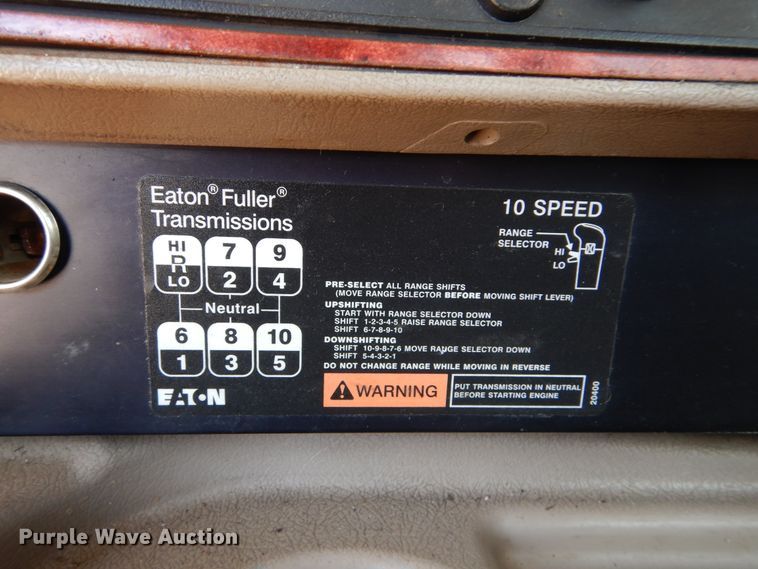 Eaton® Fuller®
Transmissions
10 SPEED
HI
R
LO
7
2
9
4
Neutral
6
1
8
3
10
5
EATON
RANGE
SELECTOR
HI
LO
PRE-SELECT ALL RANGE SHIFTS
(MOVE RANGE SELECTOR BEFORE MOVING SHIFT LEVER)
UPSHIFTING
START WITH RANGE SELECTOR DOWN
SHIFT 1-2-3-4-5 RAISE RANGE SELECTOR
SHIFT 6-7-8-9-10
DOWNSHIFTING
SHIFT 10-9-8-7-6 MOVE RANGE SELECTOR DOWN
SHIFT 5-4-3-2-1
DO NOT CHANGE RANGE WHILE MOVING IN REVERSE
WARNING
PUT TRANSMISSION IN NEUTRAL
BEFORE STARTING ENGINE
20400
Purple Wave Auction®